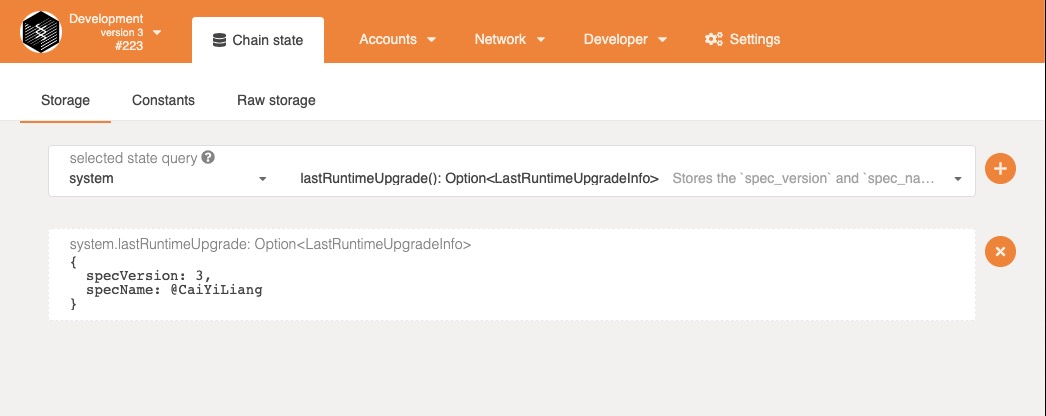 Development
version 3
#223
Chain state
Accounts
Network
Developer
Settings
Storage
Constants
Raw storage
selected state query
system
lastRuntimeUpgrade(): Option<LastRuntimeUpgradeInfo> Stores the `spec_version` and `spec_na...
system.lastRuntimeUpgrade: Option<LastRuntimeUpgradeInfo>
{
  specVersion: 3,
  specName: @CaiYiLiang
}